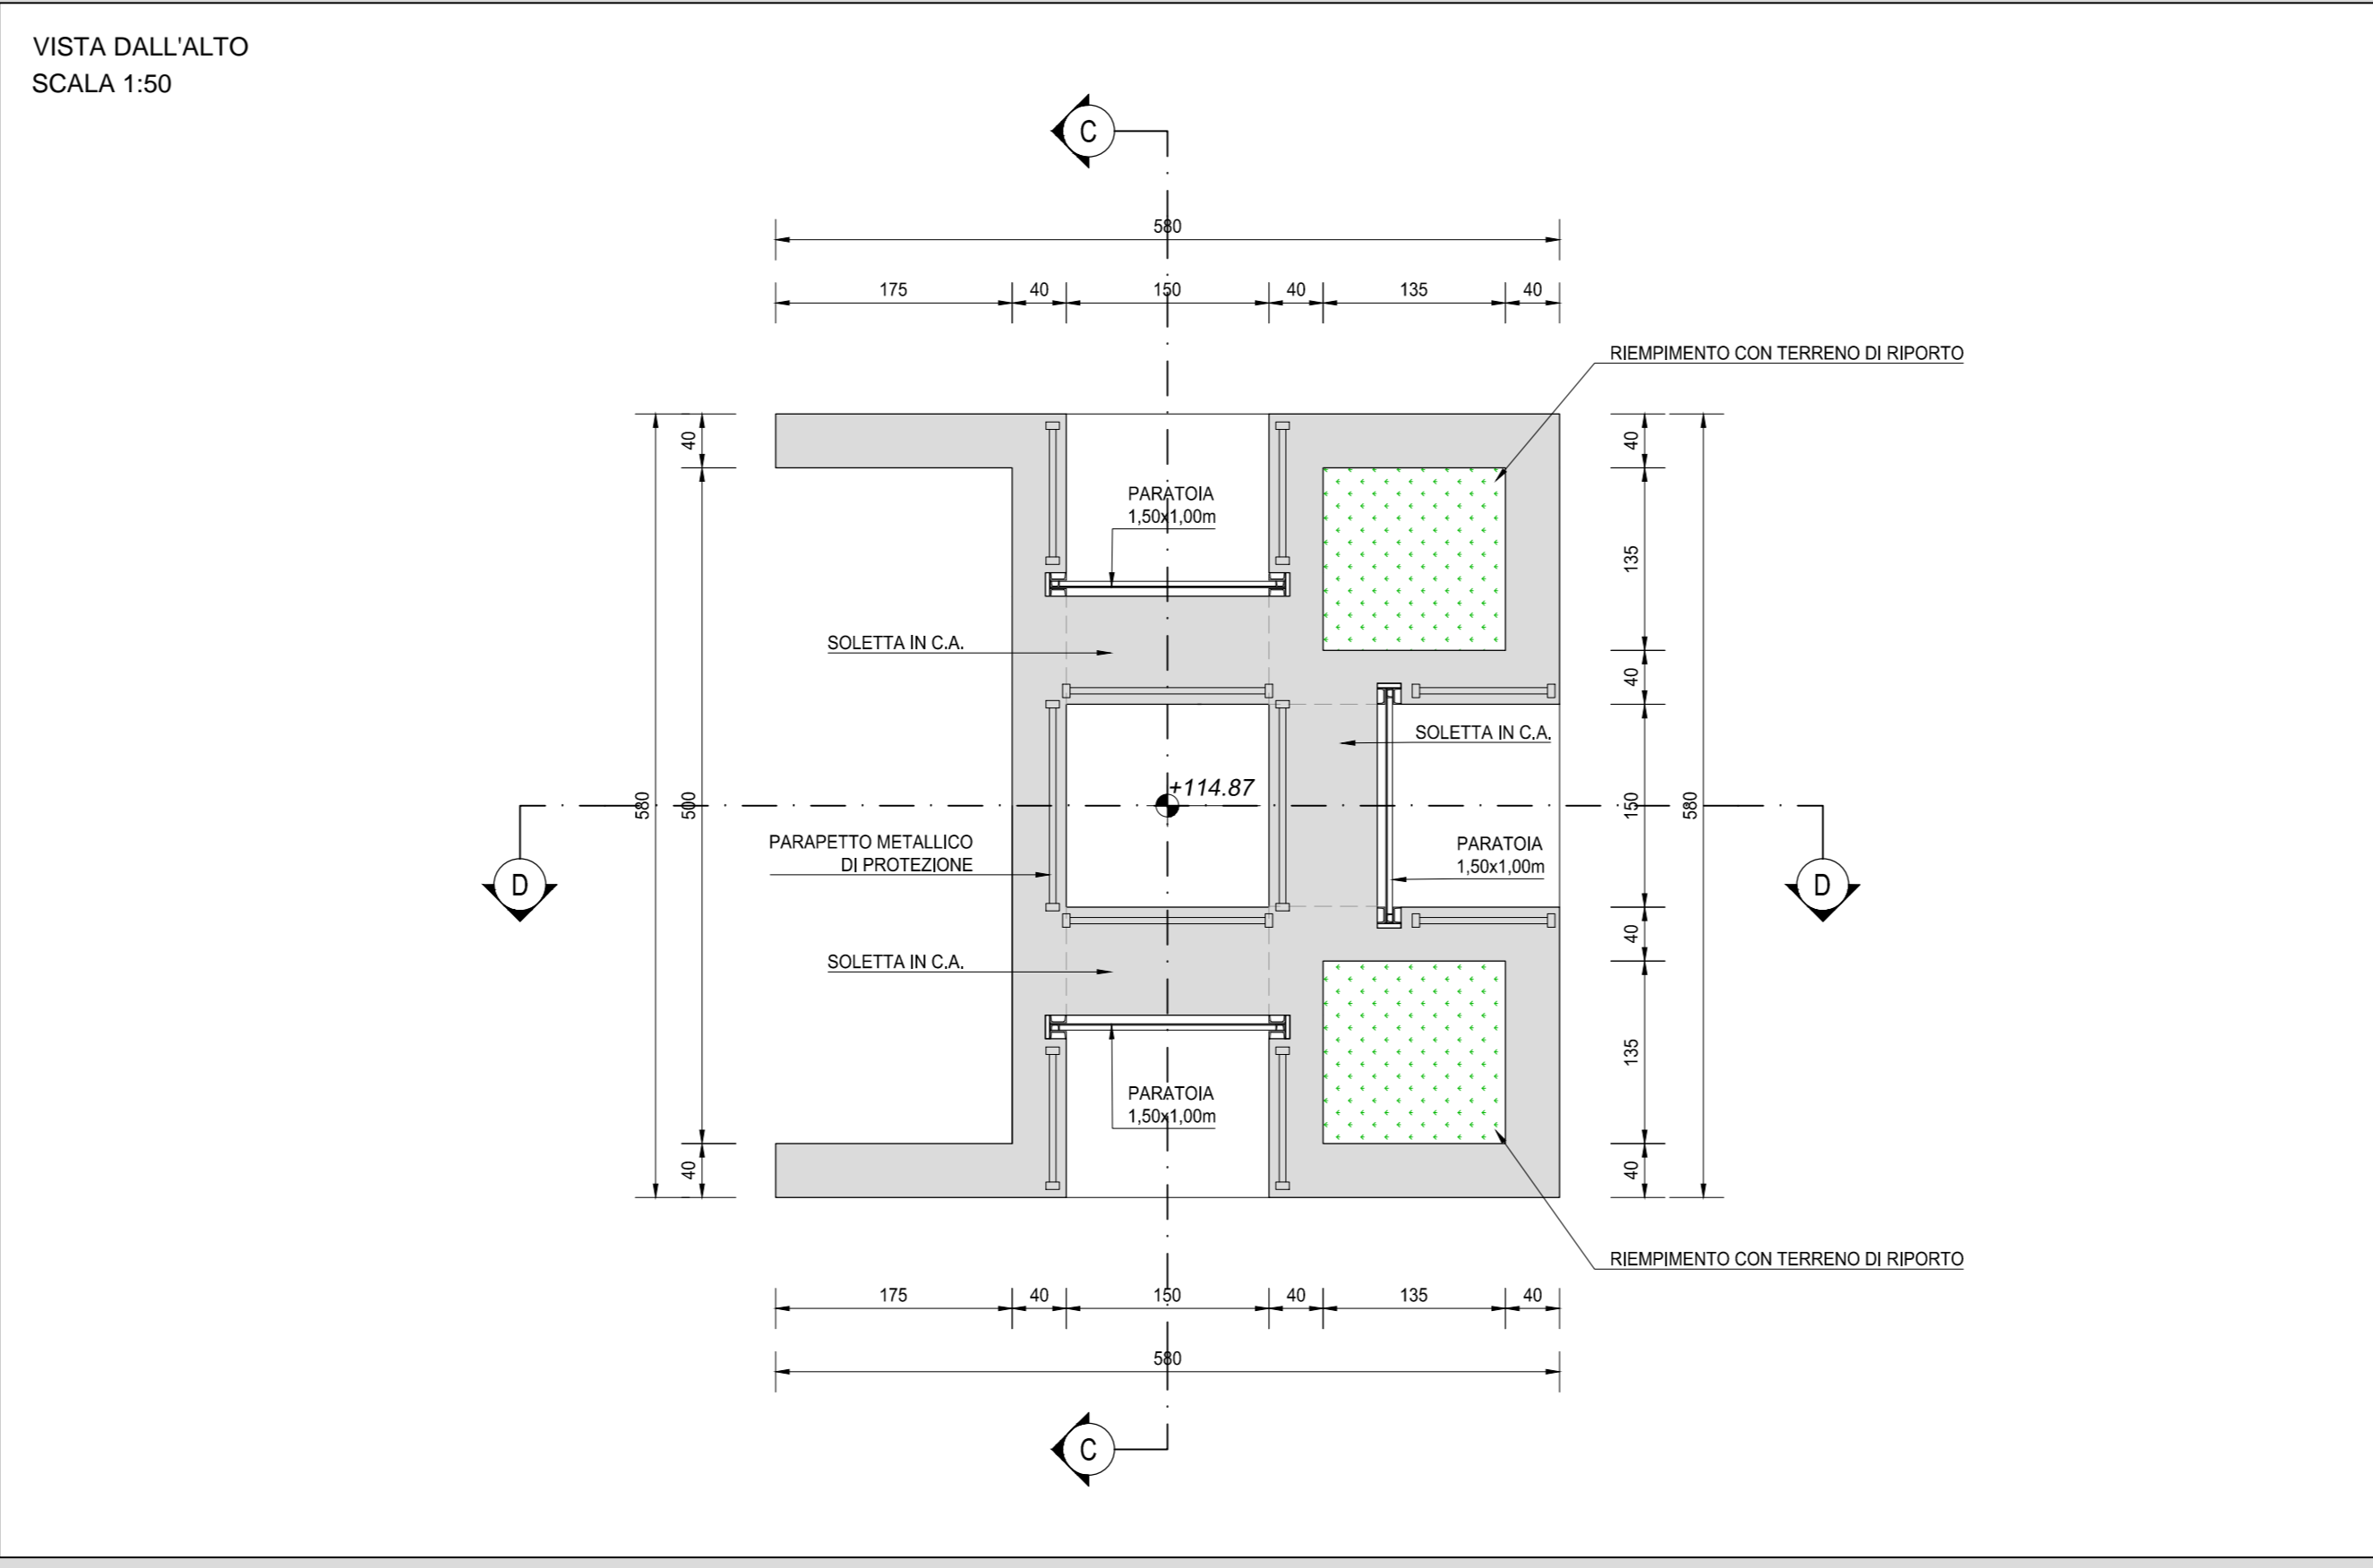 VISTA DALL'ALTO
SCALA 1:50
C
580
175
40
150
40
135
40
RIEMPIMENTO CON TERRENO DI RIPORTO
40
40
PARATOIA
1,50x1,00m
135
SOLETTA IN C.A.
40
SOLETTA IN C.A.
+114.87
580
500
150
580
PARAPETTO METALLICO
DI PROTEZIONE
PARATOIA
1,50x1,00m
D
D
40
SOLETTA IN C.A.
135
PARATOIA
1,50x1,00m
40
40
RIEMPIMENTO CON TERRENO DI RIPORTO
175
40
150
40
135
40
580
C